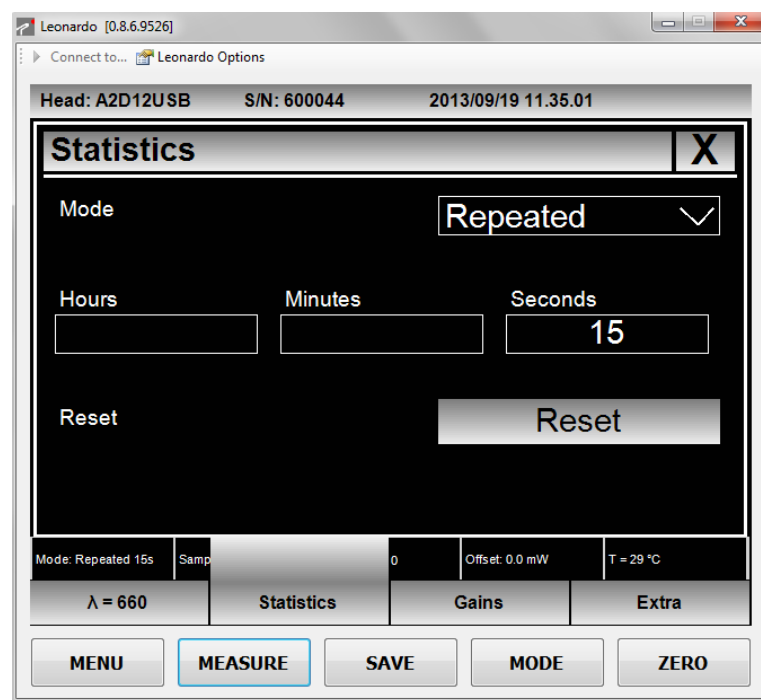 Leonardo [0.8.6.9526]
Connect to... Leonardo Options
Head: A2D12USB S/N: 600044 2013/09/19 11.35.01
Statistics X
Mode Repeated
Hours Minutes Seconds
15
Reset Reset
Mode: Repeated 15s Samp 0 Offset: 0.0 mW T = 29 °C
λ = 660 Statistics Gains Extra
MENU MEASURE SAVE MODE ZERO